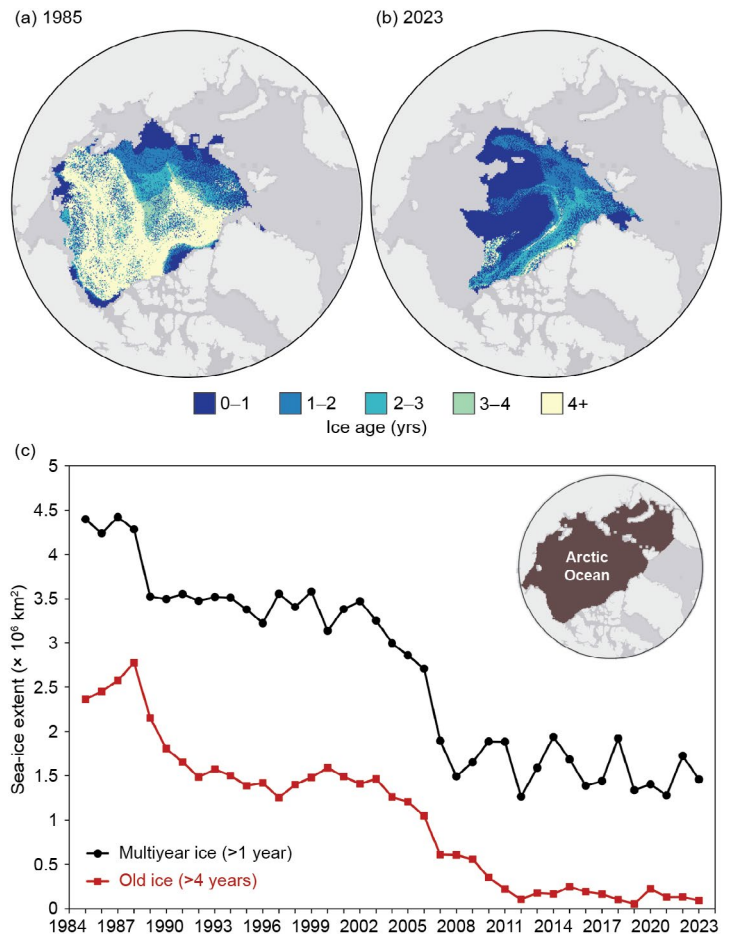 (a) 1985
(b) 2023
0–1
1–2
2–3
3–4
4+
Ice age (yrs)
(c)
5
4.5
4
3.5
3
2.5
2
1.5
1
0.5
0
Sea-ice extent (× 10⁶ km²)
Arctic
Ocean
Multiyear ice (>1 year)
Old ice (>4 years)
1984 1987 1990 1993 1996 1999 2002 2005 2008 2011 2014 2017 2020 2023